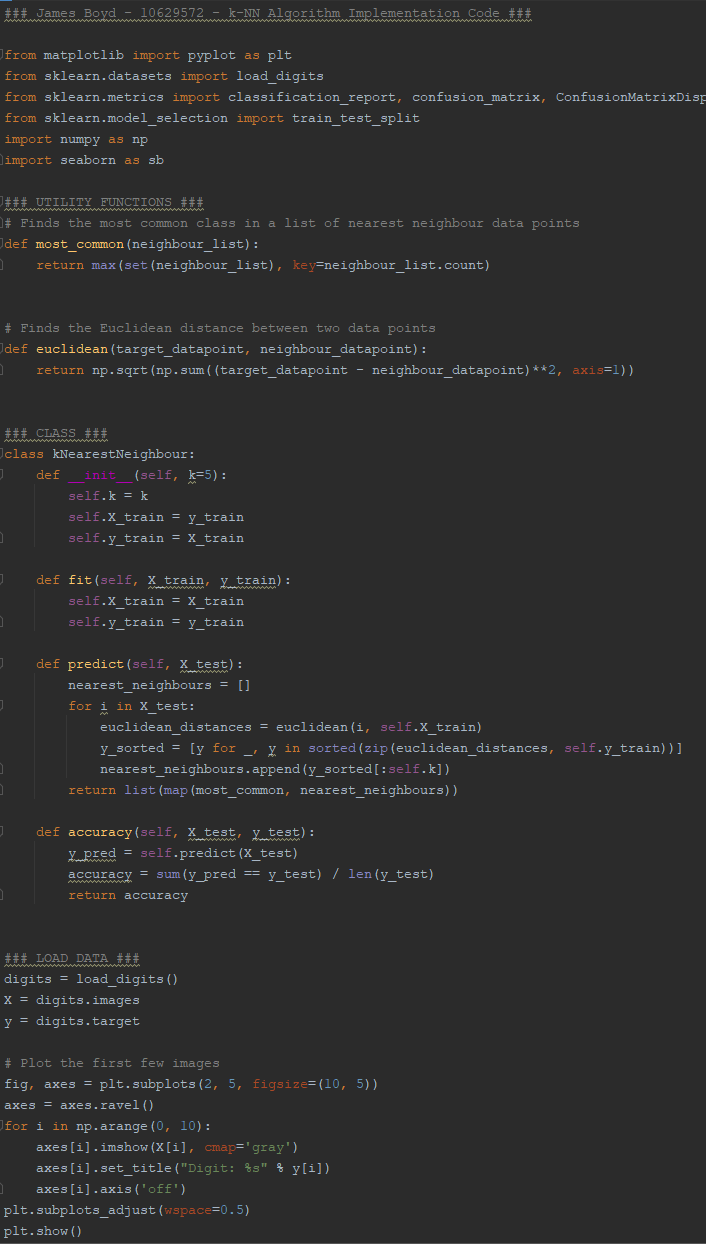 ### James Boyd - 10629572 - k-NN Algorithm Implementation Code ###

from matplotlib import pyplot as plt
from sklearn.datasets import load_digits
from sklearn.metrics import classification_report, confusion_matrix, ConfusionMatrixDisp
from sklearn.model_selection import train_test_split
import numpy as np
import seaborn as sb

### UTILITY FUNCTIONS ###
# Finds the most common class in a list of nearest neighbour data points
def most_common(neighbour_list):
    return max(set(neighbour_list), key=neighbour_list.count)


# Finds the Euclidean distance between two data points
def euclidean(target_datapoint, neighbour_datapoint):
    return np.sqrt(np.sum((target_datapoint - neighbour_datapoint)**2, axis=1))


### CLASS ###
class kNearestNeighbour:
    def __init__(self, k=5):
        self.k = k
        self.X_train = y_train
        self.y_train = X_train

    def fit(self, X_train, y_train):
        self.X_train = X_train
        self.y_train = y_train

    def predict(self, X_test):
        nearest_neighbours = []
        for i in X_test:
            euclidean_distances = euclidean(i, self.X_train)
            y_sorted = [y for _, y in sorted(zip(euclidean_distances, self.y_train))]
            nearest_neighbours.append(y_sorted[:self.k])
        return list(map(most_common, nearest_neighbours))

    def accuracy(self, X_test, y_test):
        y_pred = self.predict(X_test)
        accuracy = sum(y_pred == y_test) / len(y_test)
        return accuracy


### LOAD DATA ###
digits = load_digits()
X = digits.images
y = digits.target

# Plot the first few images
fig, axes = plt.subplots(2, 5, figsize=(10, 5))
axes = axes.ravel()
for i in np.arange(0, 10):
    axes[i].imshow(X[i], cmap='gray')
    axes[i].set_title("Digit: %s" % y[i])
    axes[i].axis('off')
plt.subplots_adjust(wspace=0.5)
plt.show()